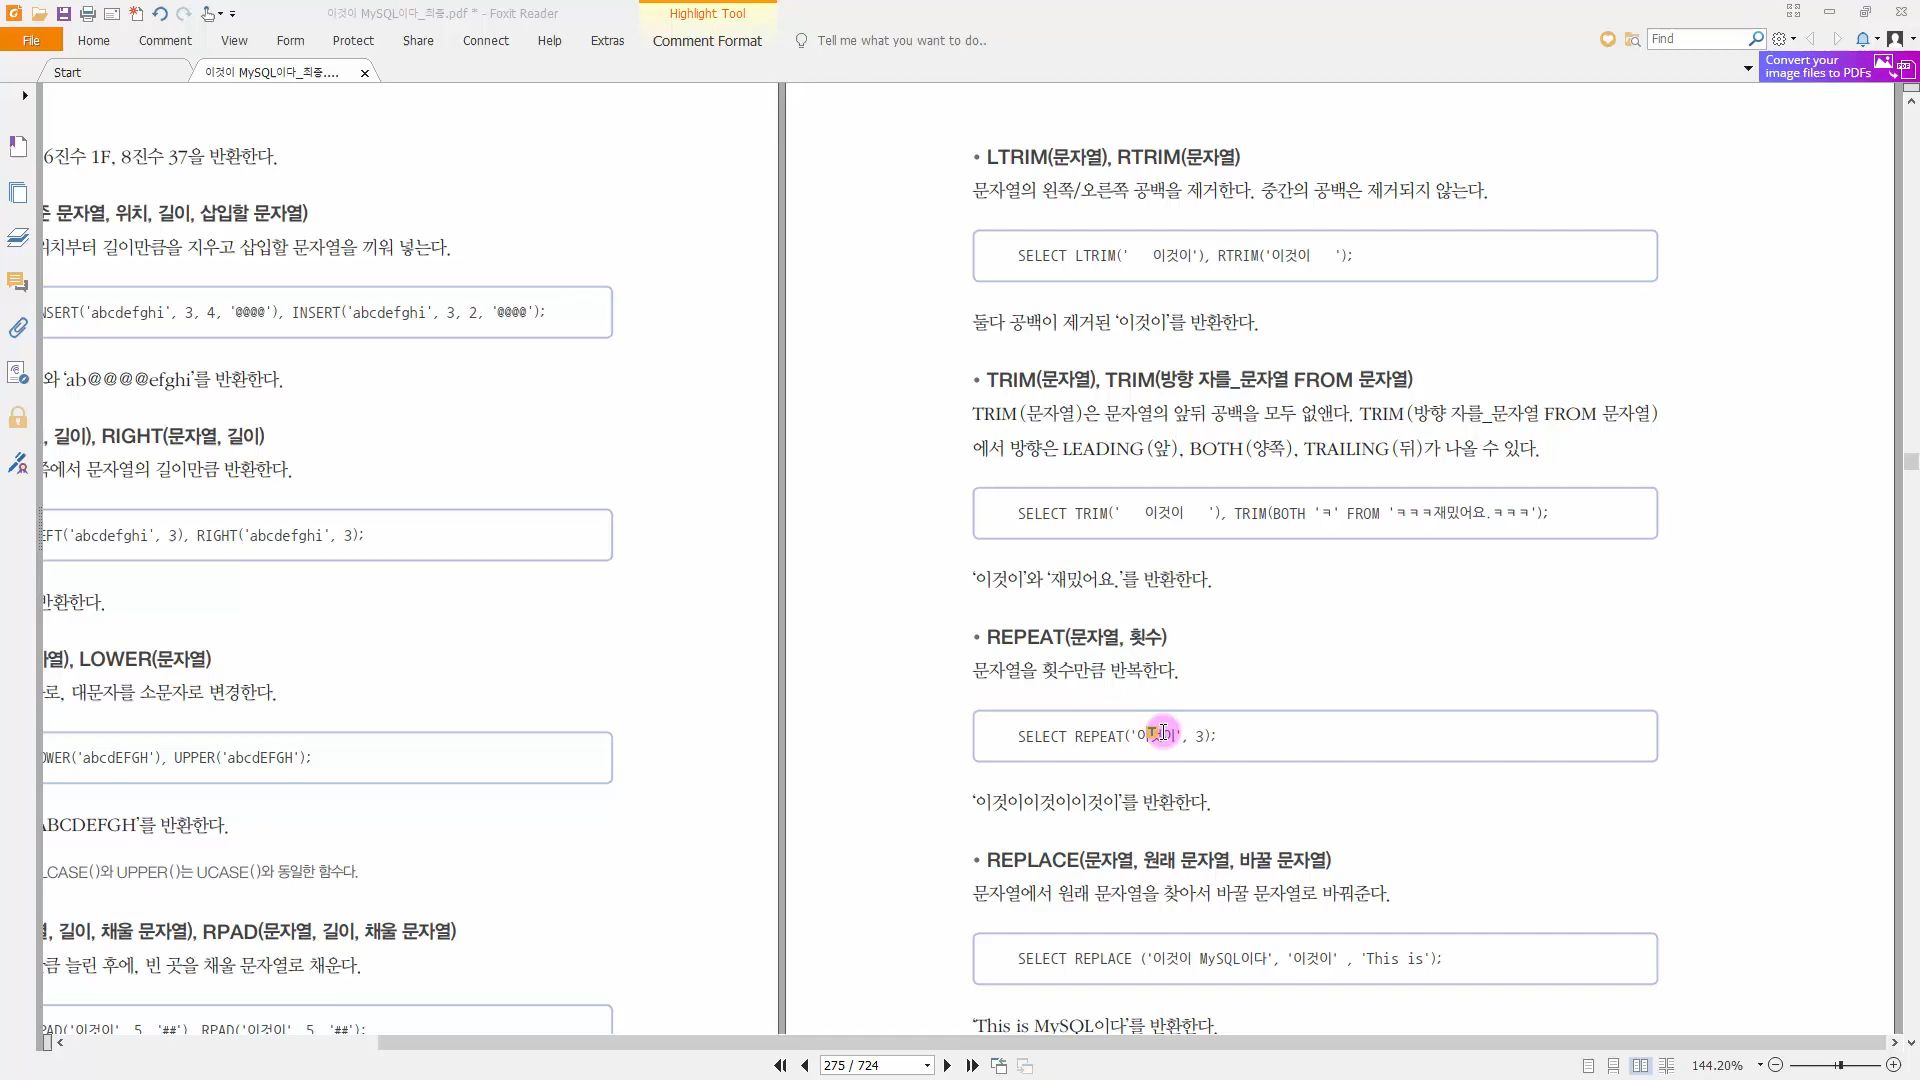 이것이 MySQL이다_최종.pdf * - Foxit Reader
Highlight Tool
File Home Comment View Form Protect Share Connect Help Extras Comment Format Tell me what you want to do.. Find
Start
이것이 MySQL이다_최종....
Convert your
image files to PDFs
6진수 1F, 8진수 37을 반환한다.
문자열, 위치, 길이, 삽입할 문자열)
위치부터 길이만큼을 지우고 삽입할 문자열을 끼워 넣는다.
NSERT('abcdefghi', 3, 4, '@@@@'), INSERT('abcdefghi', 3, 2, '@@@@');
와 ‘ab@@@@efghi’를 반환한다.
, 길이), RIGHT(문자열, 길이)
쪽에서 문자열의 길이만큼 반환한다.
EFT('abcdefghi', 3), RIGHT('abcdefghi', 3);
반환한다.
열), LOWER(문자열)
로, 대문자를 소문자로 변경한다.
OWER('abcdEFGH'), UPPER('abcdEFGH');
ABCDEFGH’를 반환한다.
LCASE()와 UPPER()는 UCASE()와 동일한 함수다.
, 길이, 채울 문자열), RPAD(문자열, 길이, 채울 문자열)
큼 늘린 후에, 빈 곳을 채울 문자열로 채운다.
PAD('이것이', 5, '##'), RPAD('이것이', 5, '##');
• LTRIM(문자열), RTRIM(문자열)
문자열의 왼쪽/오른쪽 공백을 제거한다. 중간의 공백은 제거되지 않는다.
SELECT LTRIM('   이것이'), RTRIM('이것이   ');
둘다 공백이 제거된 ‘이것이’를 반환한다.
• TRIM(문자열), TRIM(방향 자를_문자열 FROM 문자열)
TRIM(문자열)은 문자열의 앞뒤 공백을 모두 없앤다. TRIM(방향 자를_문자열 FROM 문자열)
에서 방향은 LEADING(앞), BOTH(양쪽), TRAILING(뒤)가 나올 수 있다.
SELECT TRIM('   이것이   '), TRIM(BOTH 'ㅋ' FROM 'ㅋㅋㅋ재밌어요.ㅋㅋㅋ');
‘이것이’와 ‘재밌어요.’를 반환한다.
• REPEAT(문자열, 횟수)
문자열을 횟수만큼 반복한다.
SELECT REPEAT('이것이', 3);
‘이것이이것이이것이’를 반환한다.
• REPLACE(문자열, 원래 문자열, 바꿀 문자열)
문자열에서 원래 문자열을 찾아서 바꿀 문자열로 바꿔준다.
SELECT REPLACE ('이것이 MySQL이다', '이것이' , 'This is');
‘This is MySQL이다’를 반환한다.
275 / 724
144.20%